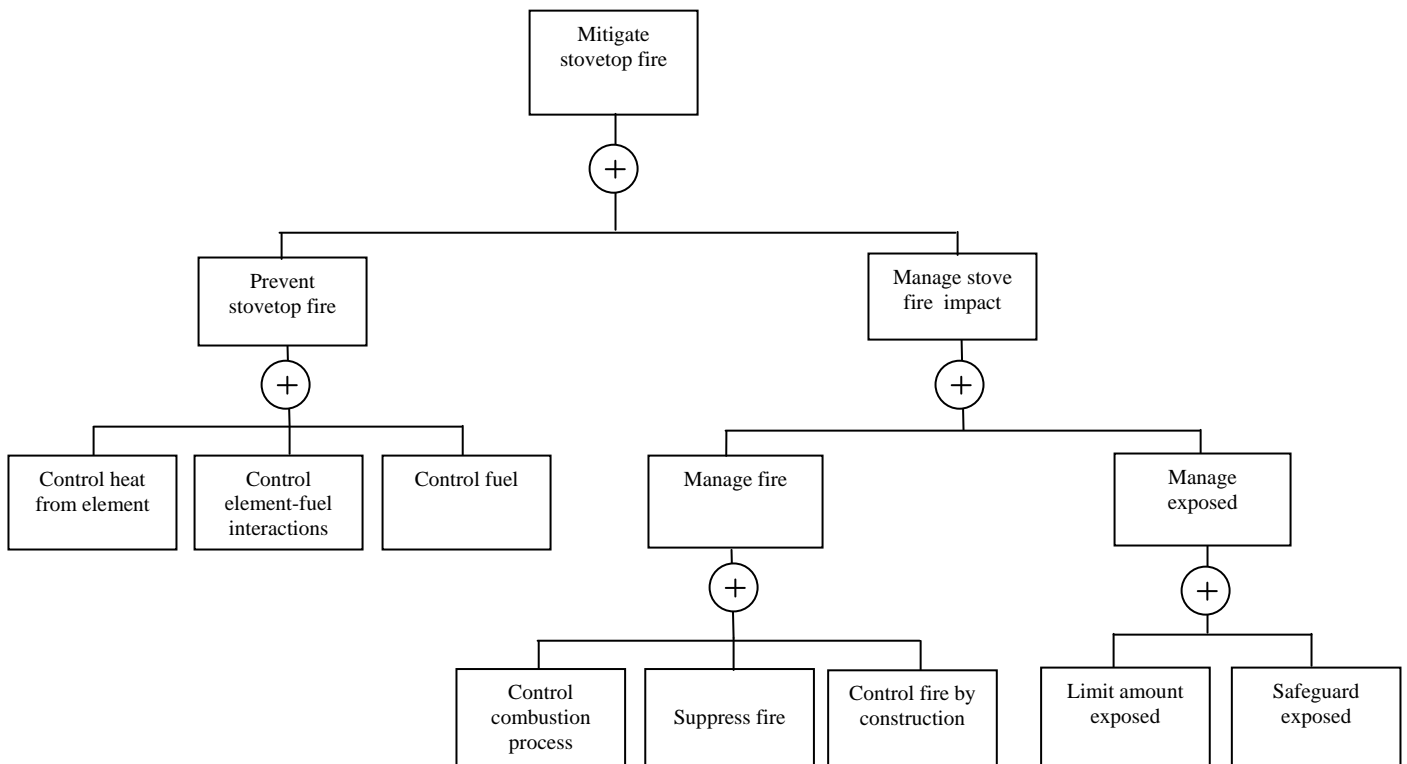 Mitigate
stovetop fire
+
Prevent
stovetop fire
Manage stove
fire impact
+
+
Control heat
from element
Control
element-fuel
interactions
Control fuel
Manage fire
Manage
exposed
+
+
Control
combustion
process
Suppress fire
Control fire by
construction
Limit amount
exposed
Safeguard
exposed